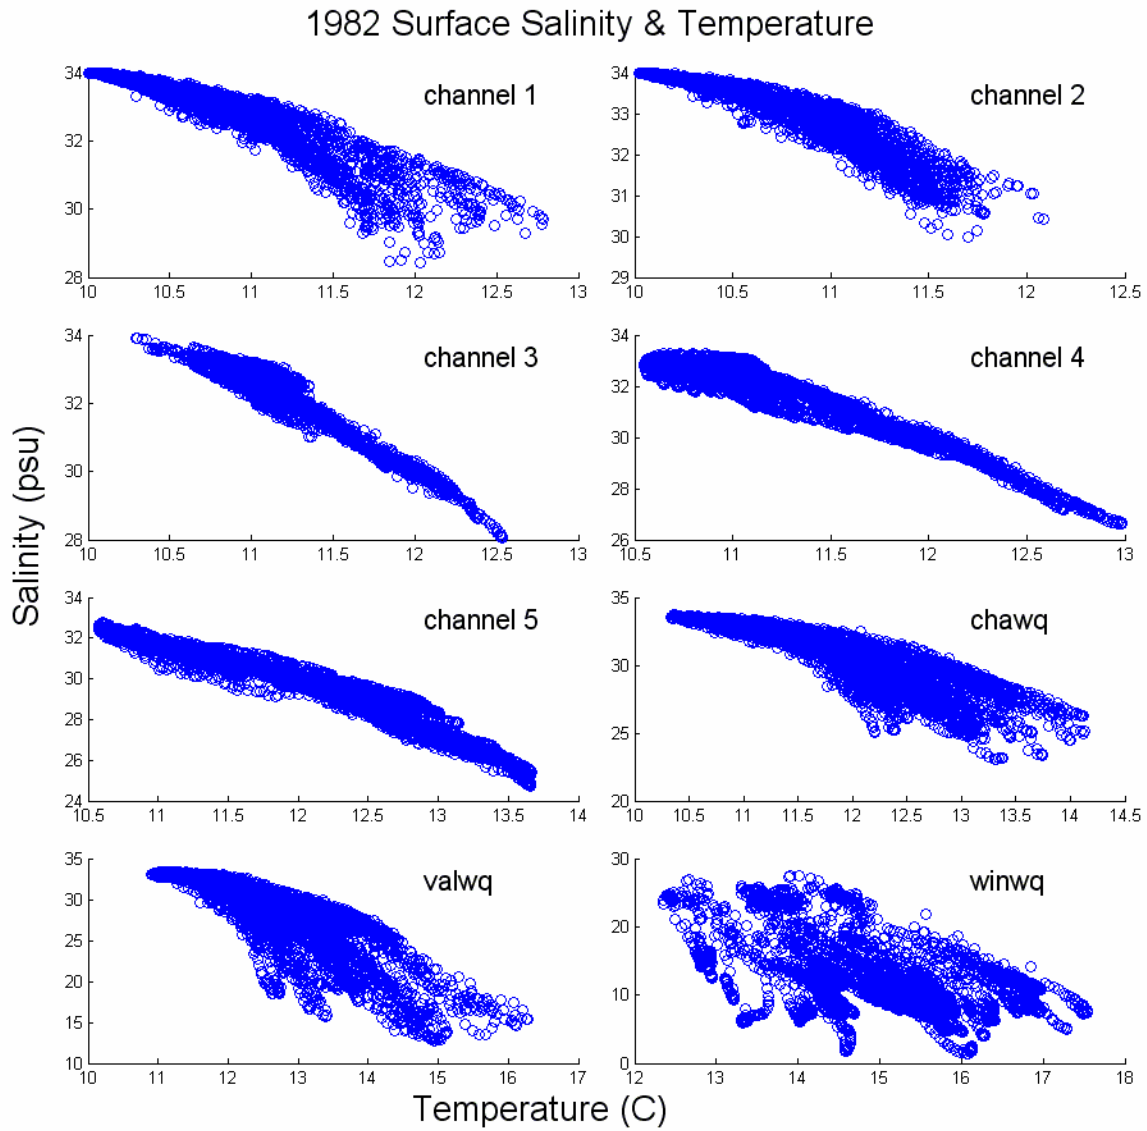 1982 Surface Salinity & Temperature
channel 1
34
32
30
28
10 10.5 11 11.5 12 12.5 13
channel 2
34
33
32
31
30
29
10 10.5 11 11.5 12 12.5
channel 3
34
32
30
28
10 10.5 11 11.5 12 12.5 13
channel 4
34
32
30
28
26
10.5 11 11.5 12 12.5 13
channel 5
34
32
30
28
26
24
10.5 11 11.5 12 12.5 13 13.5 14
chawq
35
30
25
20
10 10.5 11 11.5 12 12.5 13 13.5 14 14.5
valwq
35
30
25
20
15
10
10 11 12 13 14 15 16 17
winwq
30
20
10
0
12 13 14 15 16 17 18
Salinity (psu)
Temperature (C)